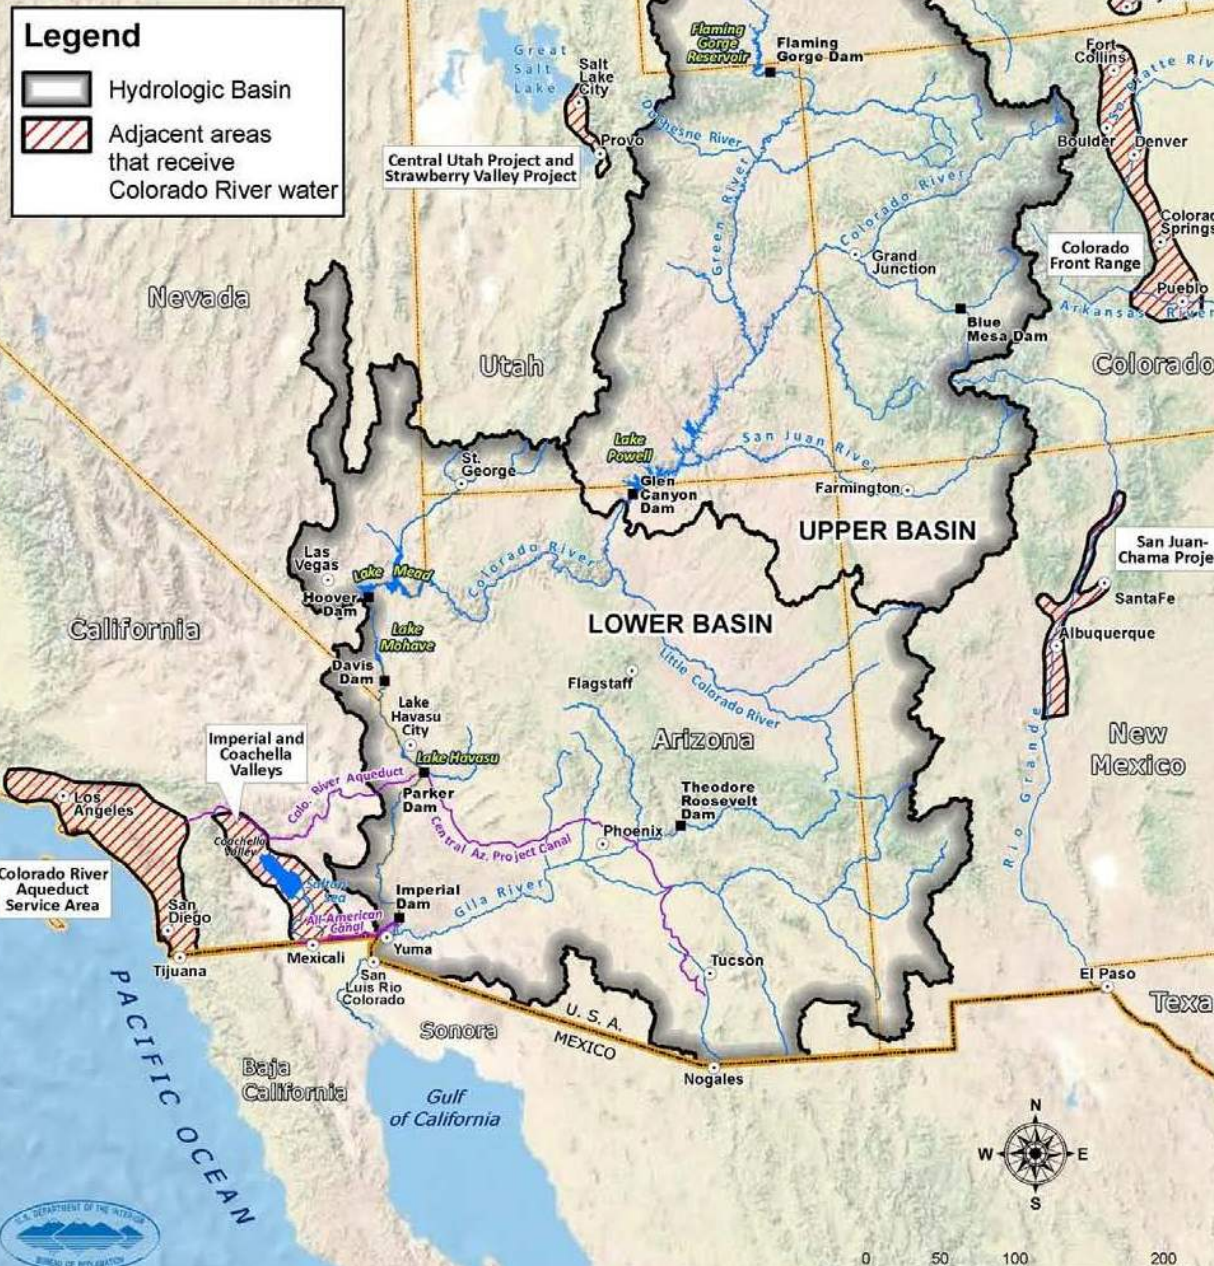 Legend
Hydrologic Basin
Adjacent areas
that receive
Colorado River water
Flaming
Gorge
Reservoir
Flaming
Gorge Dam
Great
Salt
Lake
Salt
Lake
City
Provo
Central Utah Project and
Strawberry Valley Project
Green River
Colorado River
Grand
Junction
Blue
Mesa Dam
Fort
Collins
Boulder
Denver
Colorado
Front Range
Pueblo
Arkansas River
Colorado
Nevada
Utah
Lake
Powell
San Juan River
Glen
Canyon
Dam
Farmington
UPPER BASIN
St.
George
Las
Vegas
Lake Mead
Hoover
Dam
Colorado River
Lake
Mohave
Davis
Dam
LOWER BASIN
Little Colorado River
Flagstaff
California
San Juan-
SantaFe
Albuquerque
Rio Grande
New
Mexico
Lake
Havasu
City
Lake Havasu
Arizona
Imperial and
Coachella
Valleys
Colo. River Aqueduct
Parker
Dam
Central Az. Project Canal
Theodore
Roosevelt
Dam
Phoenix
Los
Angeles
Coachella
Valley
Salton
Sea
Colorado River
Aqueduct
Service Area
San
Diego
All-American
Canal
Imperial
Dam
Gila River
Yuma
Tijuana
Mexicali
San
Luis Rio
Colorado
Tucson
El Paso
U. S. A.
MEXICO
Sonora
Nogales
Baja
California
Gulf
of California
PACIFIC OCEAN
N
W
E
S
0 50 100 200
U.S. DEPARTMENT OF THE INTERIOR
BUREAU OF RECLAMATION